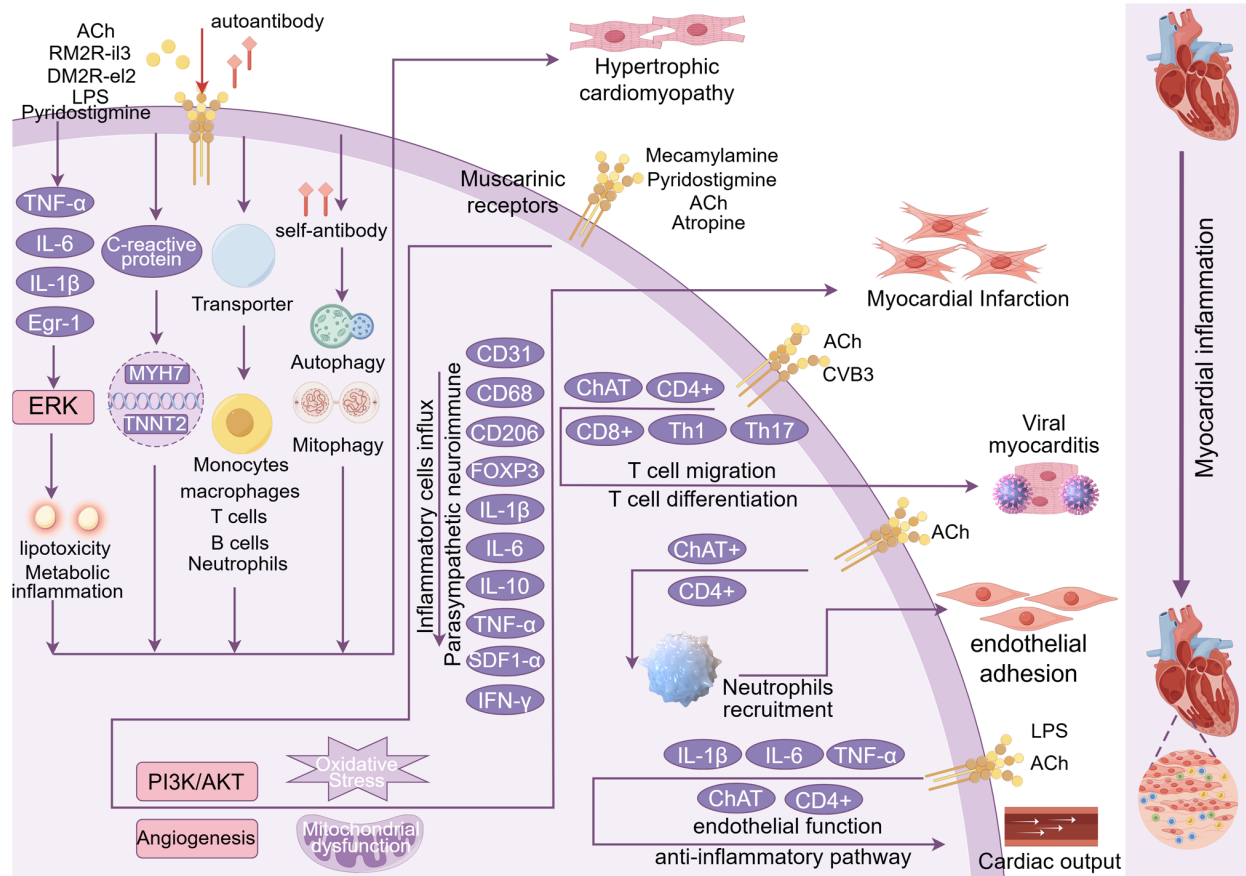 ACh
RM2R-il3
DM2R-el2
LPS
Pyridostigmine
autoantibody
TNF-α
IL-6
IL-1β
Egr-1
ERK
lipotoxicity
Metabolic
inflammation
C-reactive
protein
MYH7
TNNT2
Transporter
Monocytes
macrophages
T cells
B cells
Neutrophils
self-antibody
Autophagy
Mitophagy
Hypertrophic
cardiomyopathy
Muscarinic
receptors
Mecamylamine
Pyridostigmine
ACh
Atropine
Myocardial Infarction
Inflammatory cells influx
Parasympathetic neuroimmune
CD31
CD68
CD206
FOXP3
IL-1β
IL-6
IL-10
TNF-α
SDF1-α
IFN-γ
PI3K/AKT
Angiogenesis
Oxidative
Stress
Mitochondrial
dysfunction
ACh
CVB3
ChAT
CD4+
CD8+
Th1
Th17
T cell migration
T cell differentiation
Viral
myocarditis
ACh
ChAT+
CD4+
Neutrophils
recruitment
endothelial
adhesion
LPS
ACh
IL-1β
IL-6
TNF-α
ChAT
CD4+
endothelial function
anti-inflammatory pathway
Cardiac output
Myocardial inflammation